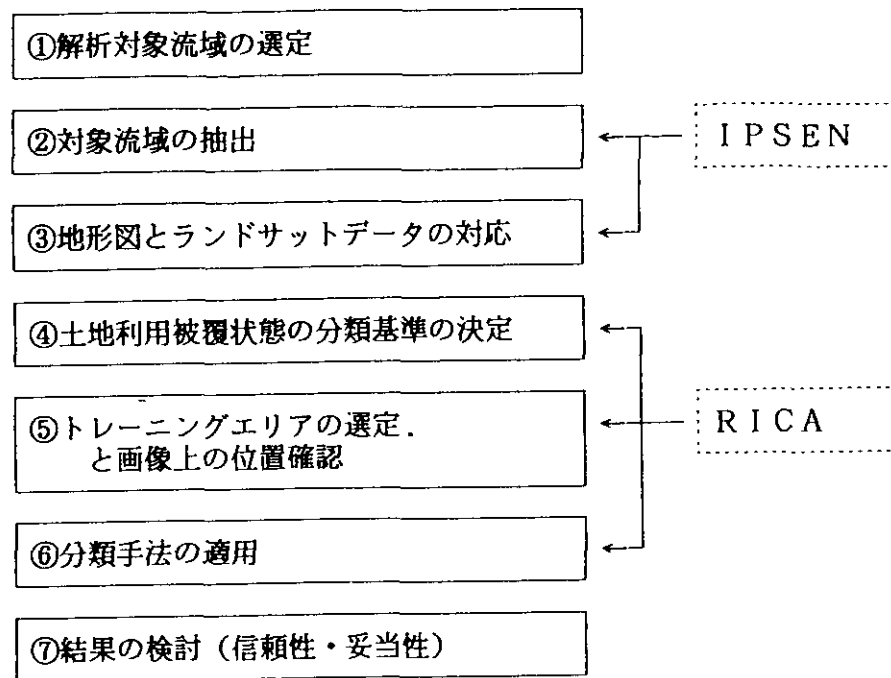 ①解析対象流域の選定
②対象流域の抽出
IPSEN
③地形図とランドサットデータの対応
④土地利用被覆状態の分類基準の決定
⑤トレーニングエリアの選定
と画像上の位置確認
RICA
⑥分類手法の適用
⑦結果の検討（信頼性・妥当性）